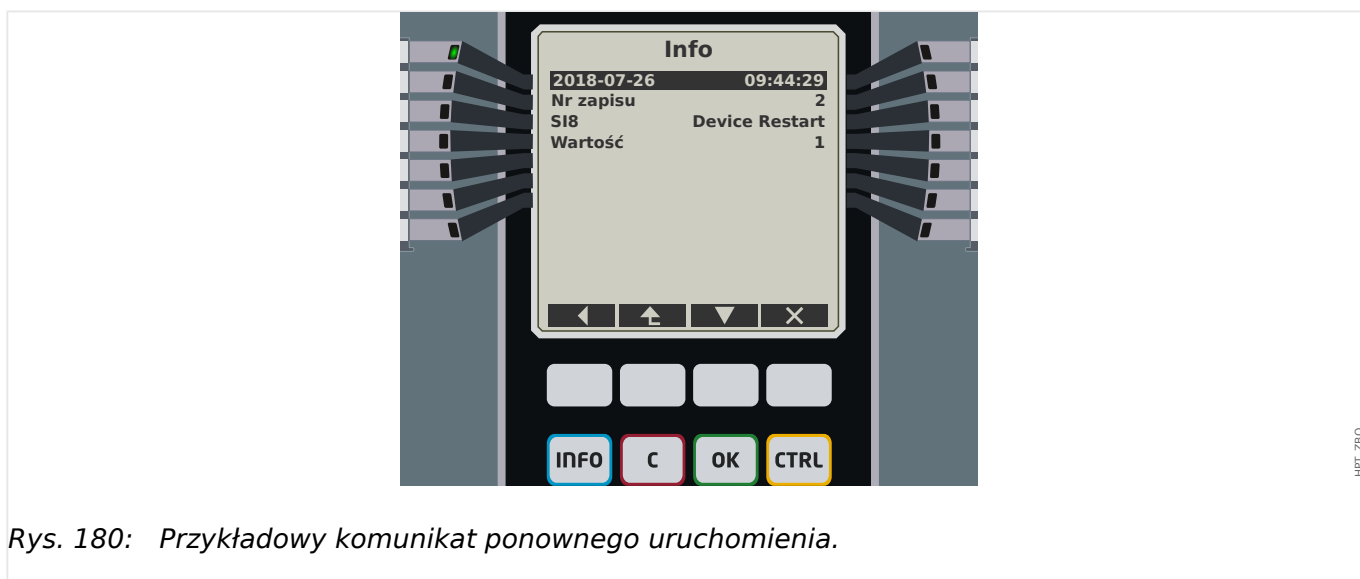 Info
2018-07-26 09:44:29
Nr zapisu 2
SI8 Device Restart
Wartość 1
INFO C OK CTRL
HPT_ZBO
Rys. 180: Przykładowy komunikat ponownego uruchomienia.